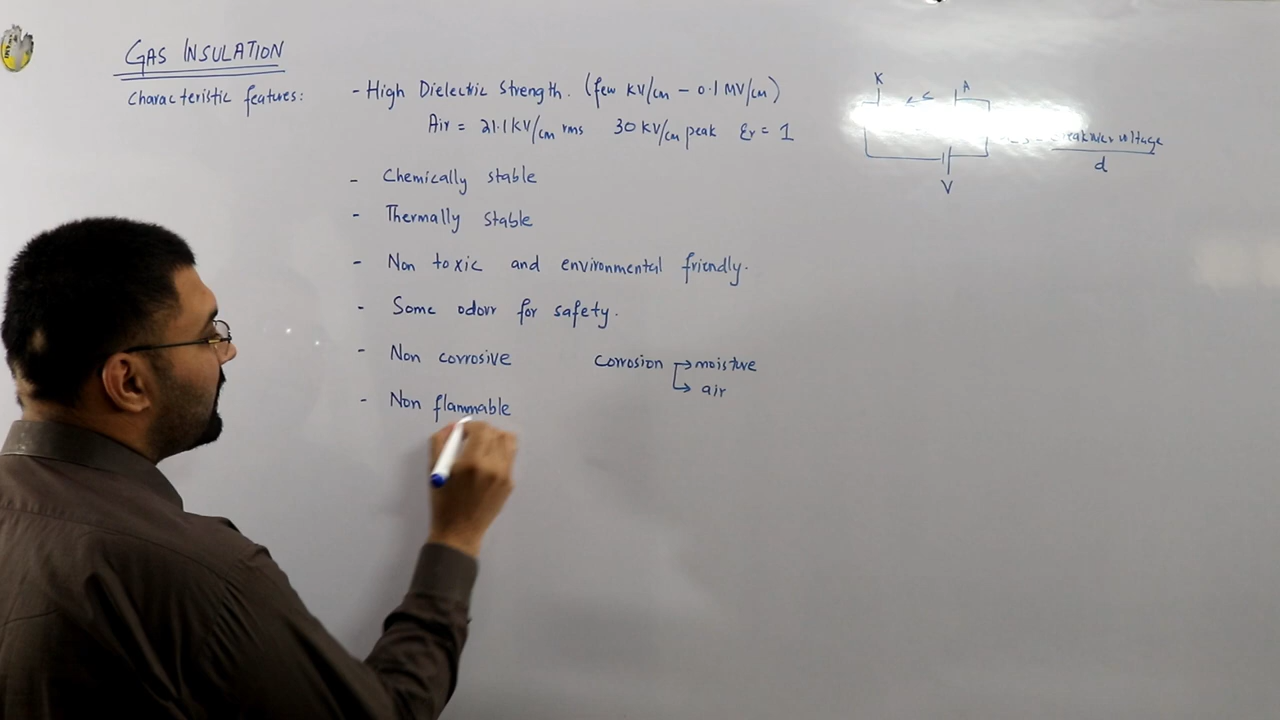 GAS INSULATION
Characteristic features:
- High Dielectric Strength. (few KV/cm - 0.1 MV/cm)
Air = 21.1 KV/cm rms 30 KV/cm peak Er = 1
- Chemically stable
- Thermally stable
- Non toxic and environmental friendly.
- Some odour for safety.
- Non corrosive
Corrosion → moisture
→ air
- Non flammable
K A
V
voltage
d